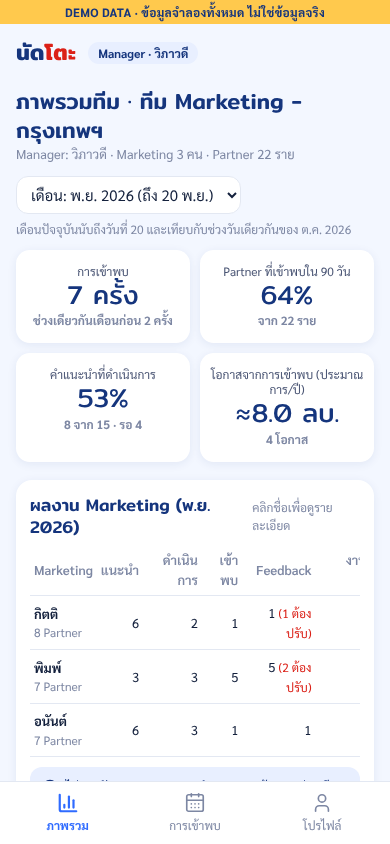 DEMO DATA · ข้อมูลจำลองทั้งหมด ไม่ใช่ข้อมูลจริง
นัดโตะ
Manager · วิภาวดี
ภาพรวมทีม · ทีม Marketing –
กรุงเทพฯ
Manager: วิภาวดี · Marketing 3 คน · Partner 22 ราย
เดือน: พ.ย. 2026 (ถึง 20 พ.ย.)
เดือนปัจจุบันนับถึงวันที่ 20 และเทียบกับช่วงวันเดียวกันของ ต.ค. 2026
การเข้าพบ
7 ครั้ง
ช่วงเดียวกันเดือนก่อน 2 ครั้ง
Partner ที่เข้าพบใน 90 วัน
64%
จาก 22 ราย
คำแนะนำที่ดำเนินการ
53%
8 จาก 15 · รอ 4
โอกาสจากการเข้าพบ (ประมาณ
การ/ปี)
≈8.0 ลบ.
4 โอกาส
ผลงาน Marketing (พ.ย.
2026)
คลิกชื่อเพื่อดูราย
ละเอียด
Marketing แนะนำ ดำเนิน เข้า Feedback
การ พบ
กิตติ 6 2 1 1 (1 ต้อง
8 Partner ปรับ)
พิมพ์ 3 3 5 5 (2 ต้อง
7 Partner ปรับ)
อนันต์ 6 3 1 1
7 Partner
ภาพรวม
การเข้าพบ
โปรไฟล์